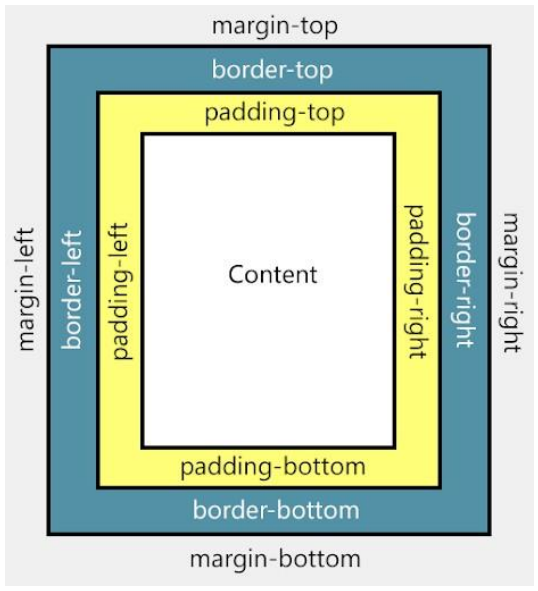 margin-top
border-top
padding-top
margin-left
border-left
padding-left
Content
padding-right
border-right
margin-right
padding-bottom
border-bottom
margin-bottom